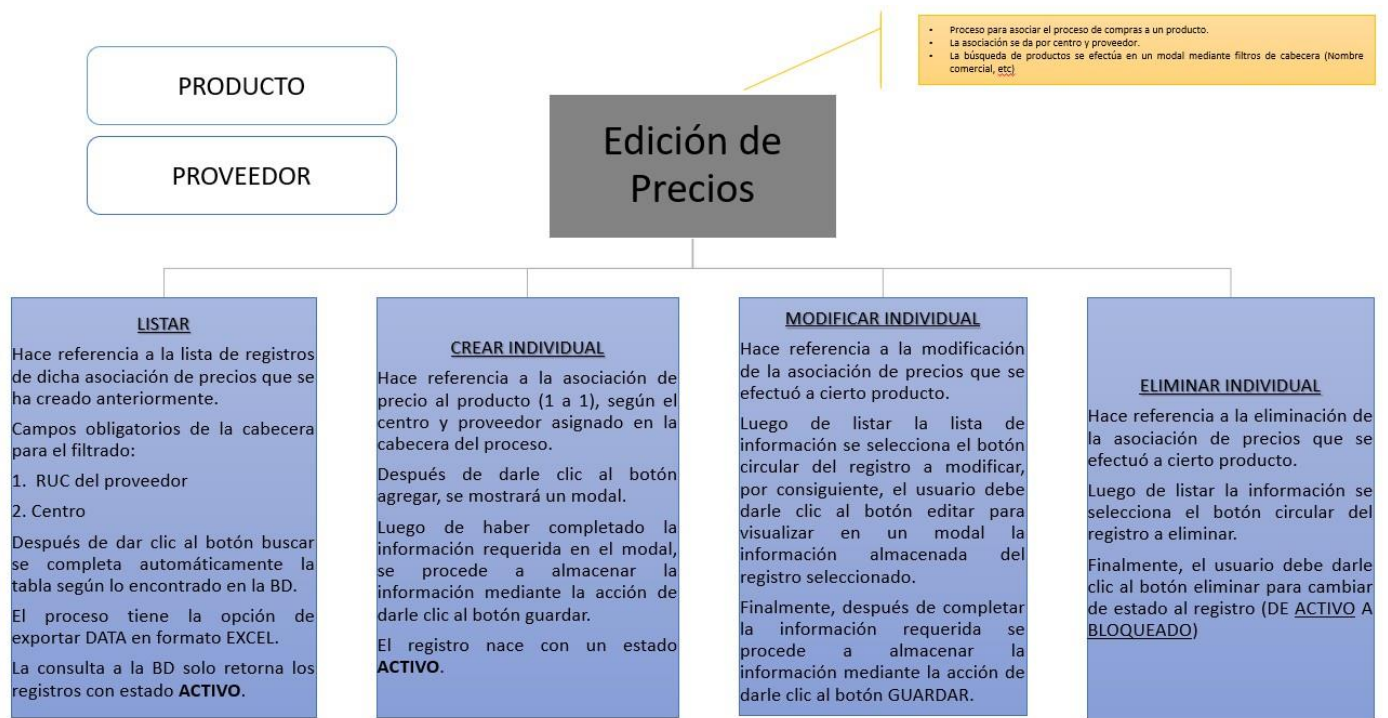 PRODUCTO
PROVEEDOR
• Proceso para asociar el proceso de compras a un producto.
• La asociación se da por centro y proveedor.
• La búsqueda de productos se efectúa en un modal mediante filtros de cabecera (Nombre
comercial, etc)
Edición de
Precios
LISTAR
Hace referencia a la lista de registros
de dicha asociación de precios que se
ha creado anteriormente.
Campos obligatorios de la cabecera
para el filtrado:
1. RUC del proveedor
2. Centro
Después de dar clic al botón buscar
se completa automáticamente la
tabla según lo encontrado en la BD.
El proceso tiene la opción de
exportar DATA en formato EXCEL.
La consulta a la BD solo retorna los
registros con estado ACTIVO.
CREAR INDIVIDUAL
Hace referencia a la asociación de
precio al producto (1 a 1), según el
centro y proveedor asignado en la
cabecera del proceso.
Después de darle clic al botón
agregar, se mostrará un modal.
Luego de haber completado la
información requerida en el modal,
se procede a almacenar la
información mediante la acción de
darle clic al botón guardar.
El registro nace con un estado
ACTIVO.
MODIFICAR INDIVIDUAL
Hace referencia a la modificación
de la asociación de precios que se
efectuó a cierto producto.
Luego de listar la lista de
información se selecciona el botón
circular del registro a modificar,
por consiguiente, el usuario debe
darle clic al botón editar para
visualizar en un modal la
información almacenada del
registro seleccionado.
Finalmente, después de completar
la información requerida se
procede a almacenar la
información mediante la acción de
darle clic al botón GUARDAR.
ELIMINAR INDIVIDUAL
Hace referencia a la eliminación de
la asociación de precios que se
efectuó a cierto producto.
Luego de listar la información se
selecciona el botón circular del
registro a eliminar.
Finalmente, el usuario debe darle
clic al botón eliminar para cambiar
de estado al registro (DE ACTIVO A
BLOQUEADO)